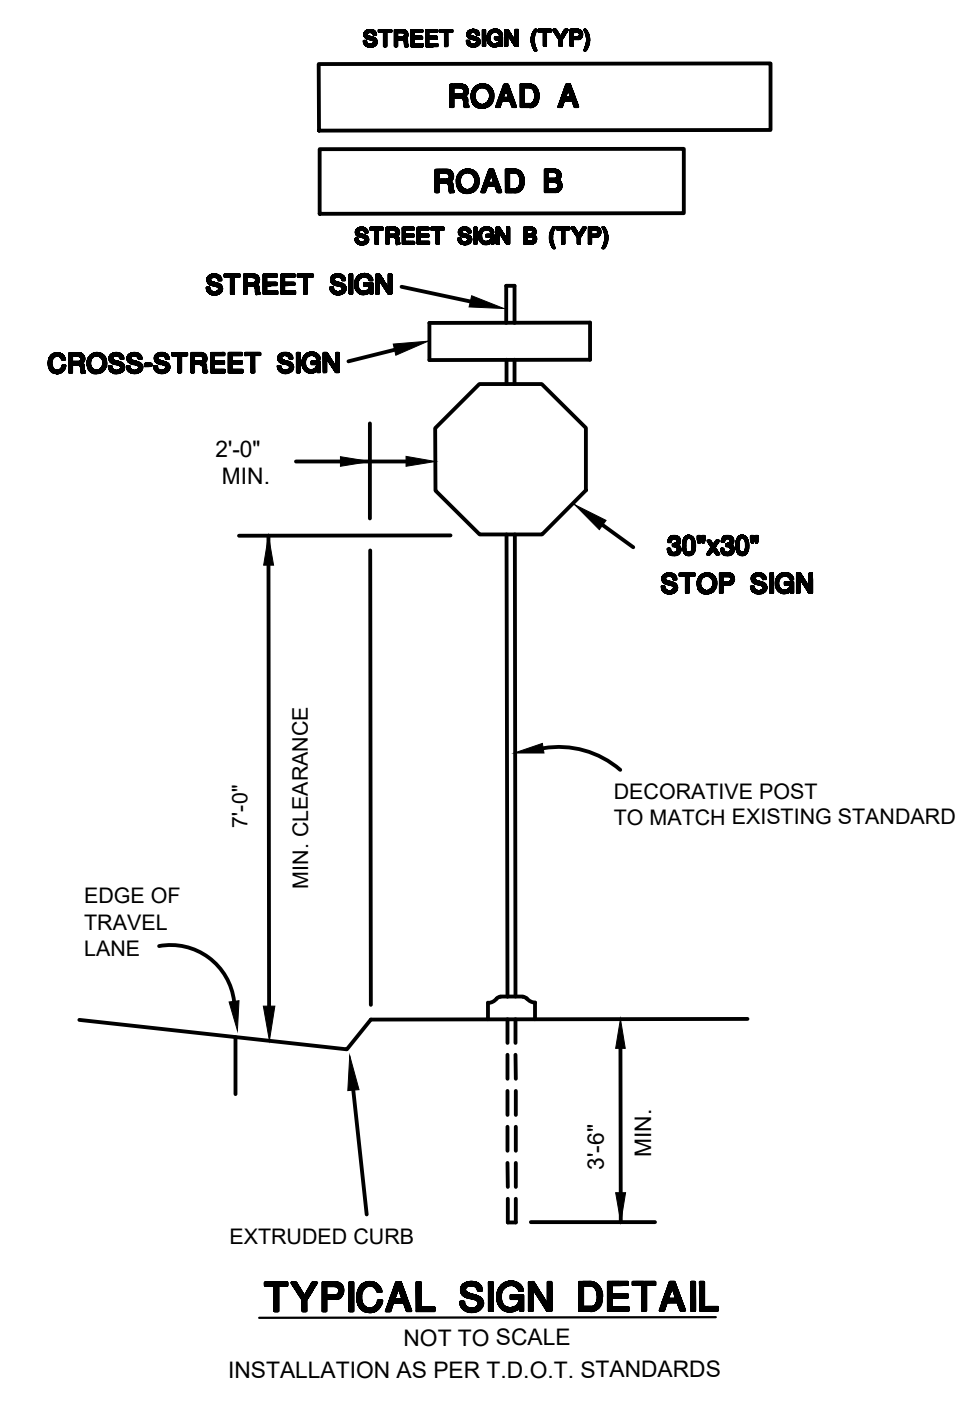 STREET SIGN (TYP)
ROAD A
ROAD B
STREET SIGN B (TYP)
STREET SIGN
CROSS-STREET SIGN
2'-0"
MIN.
30"x30"
STOP SIGN
7'-0"
MIN. CLEARANCE
DECORATIVE POST
TO MATCH EXISTING STANDARD
EDGE OF
TRAVEL
LANE
3'-6"
MIN.
EXTRUDED CURB
TYPICAL SIGN DETAIL
NOT TO SCALE
INSTALLATION AS PER T.D.O.T. STANDARDS